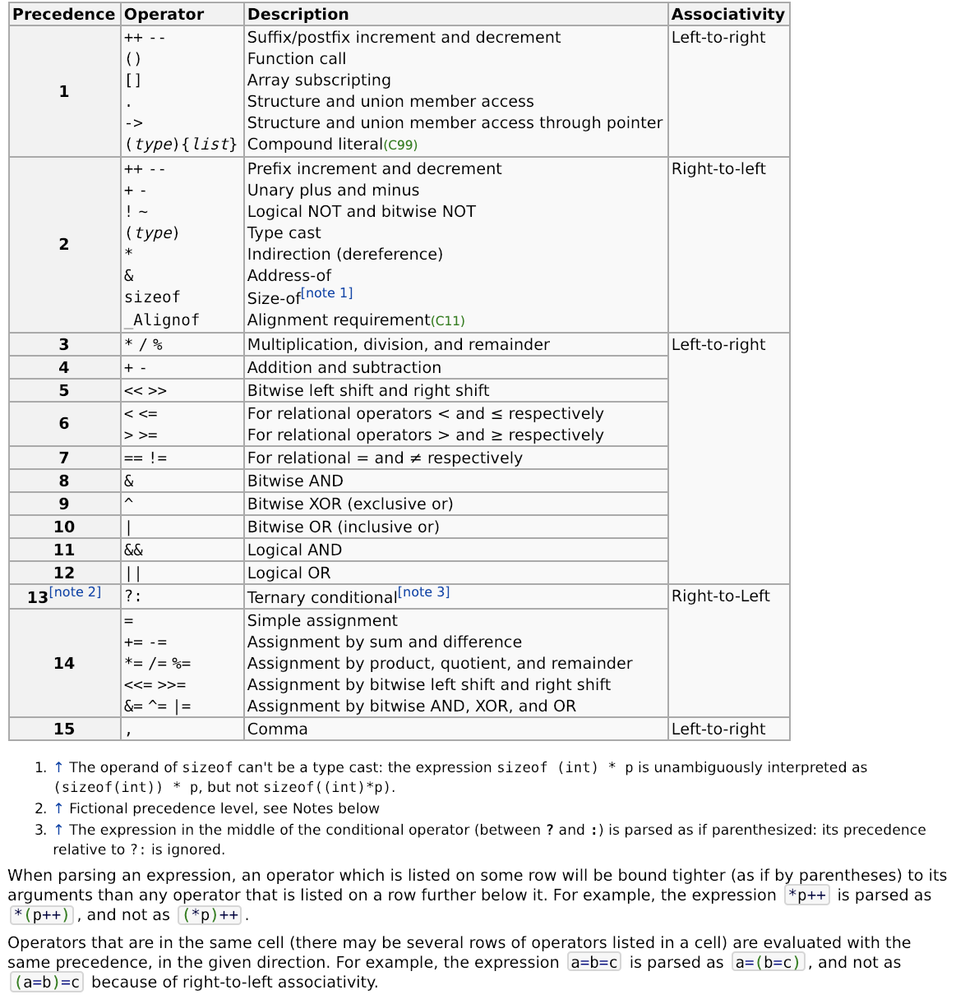 Precedence Operator Description Associativity
1 ++ -- Suffix/postfix increment and decrement Left-to-right
() Function call
[] Array subscripting
. Structure and union member access
-> Structure and union member access through pointer
(type){list} Compound literal(C99)
2 ++ -- Prefix increment and decrement Right-to-left
+ - Unary plus and minus
! ~ Logical NOT and bitwise NOT
(type) Type cast
* Indirection (dereference)
& Address-of
sizeof Size-of[note 1]
_Alignof Alignment requirement(C11)
3 * / % Multiplication, division, and remainder Left-to-right
4 + - Addition and subtraction
5 << >> Bitwise left shift and right shift
6 < <= For relational operators < and ≤ respectively
> >= For relational operators > and ≥ respectively
7 == != For relational = and ≠ respectively
8 & Bitwise AND
9 ^ Bitwise XOR (exclusive or)
10 | Bitwise OR (inclusive or)
11 && Logical AND
12 || Logical OR
13[note 2] ?: Ternary conditional[note 3] Right-to-Left
14 = Simple assignment
+= -= Assignment by sum and difference
*= /= %= Assignment by product, quotient, and remainder
<<= >>= Assignment by bitwise left shift and right shift
&= ^= |= Assignment by bitwise AND, XOR, and OR
15 , Comma Left-to-right
1. ↑ The operand of sizeof can't be a type cast: the expression sizeof (int) * p is unambiguously interpreted as
(sizeof(int)) * p, but not sizeof((int)*p).
2. ↑ Fictional precedence level, see Notes below
3. ↑ The expression in the middle of the conditional operator (between ? and :) is parsed as if parenthesized: its precedence
relative to ?: is ignored.
When parsing an expression, an operator which is listed on some row will be bound tighter (as if by parentheses) to its
arguments than any operator that is listed on a row further below it. For example, the expression *p++ is parsed as
*(p++), and not as (*p)++.
Operators that are in the same cell (there may be several rows of operators listed in a cell) are evaluated with the
same precedence, in the given direction. For example, the expression a=b=c is parsed as a=(b=c), and not as
(a=b)=c because of right-to-left associativity.